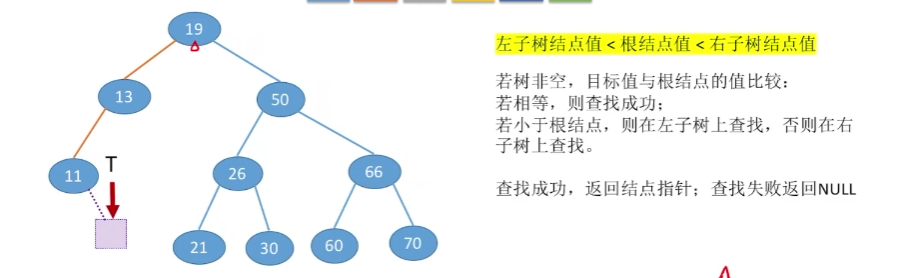 19
左子树结点值 < 根结点值 < 右子树结点值
13
50
若树非空，目标值与根结点的值比较：
若相等，则查找成功；
若小于根结点，则在左子树上查找，否则在右
子树上查找。
T
11
26
66
查找成功，返回结点指针；查找失败返回NULL
21
30
60
70